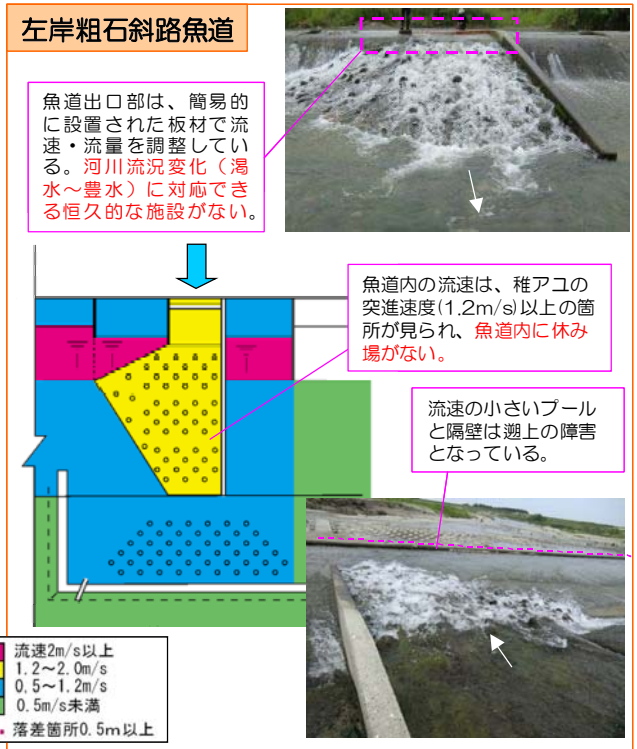 左岸粗石斜路魚道
魚道出口部は、簡易的
に設置された板材で流
速・流量を調整してい
る。河川流況変化（渇
水～豊水）に対応でき
る恒久的な施設がない。
魚道内の流速は、稚アユの
突進速度(1.2m/s)以上の箇
所が見られ、魚道内に休み
場がない。
流速の小さいプール
と隔壁は遡上の障害
となっている。
流速2m/s以上
1.2～2.0m/s
0.5～1.2m/s
0.5m/s未満
落差箇所0.5m以上